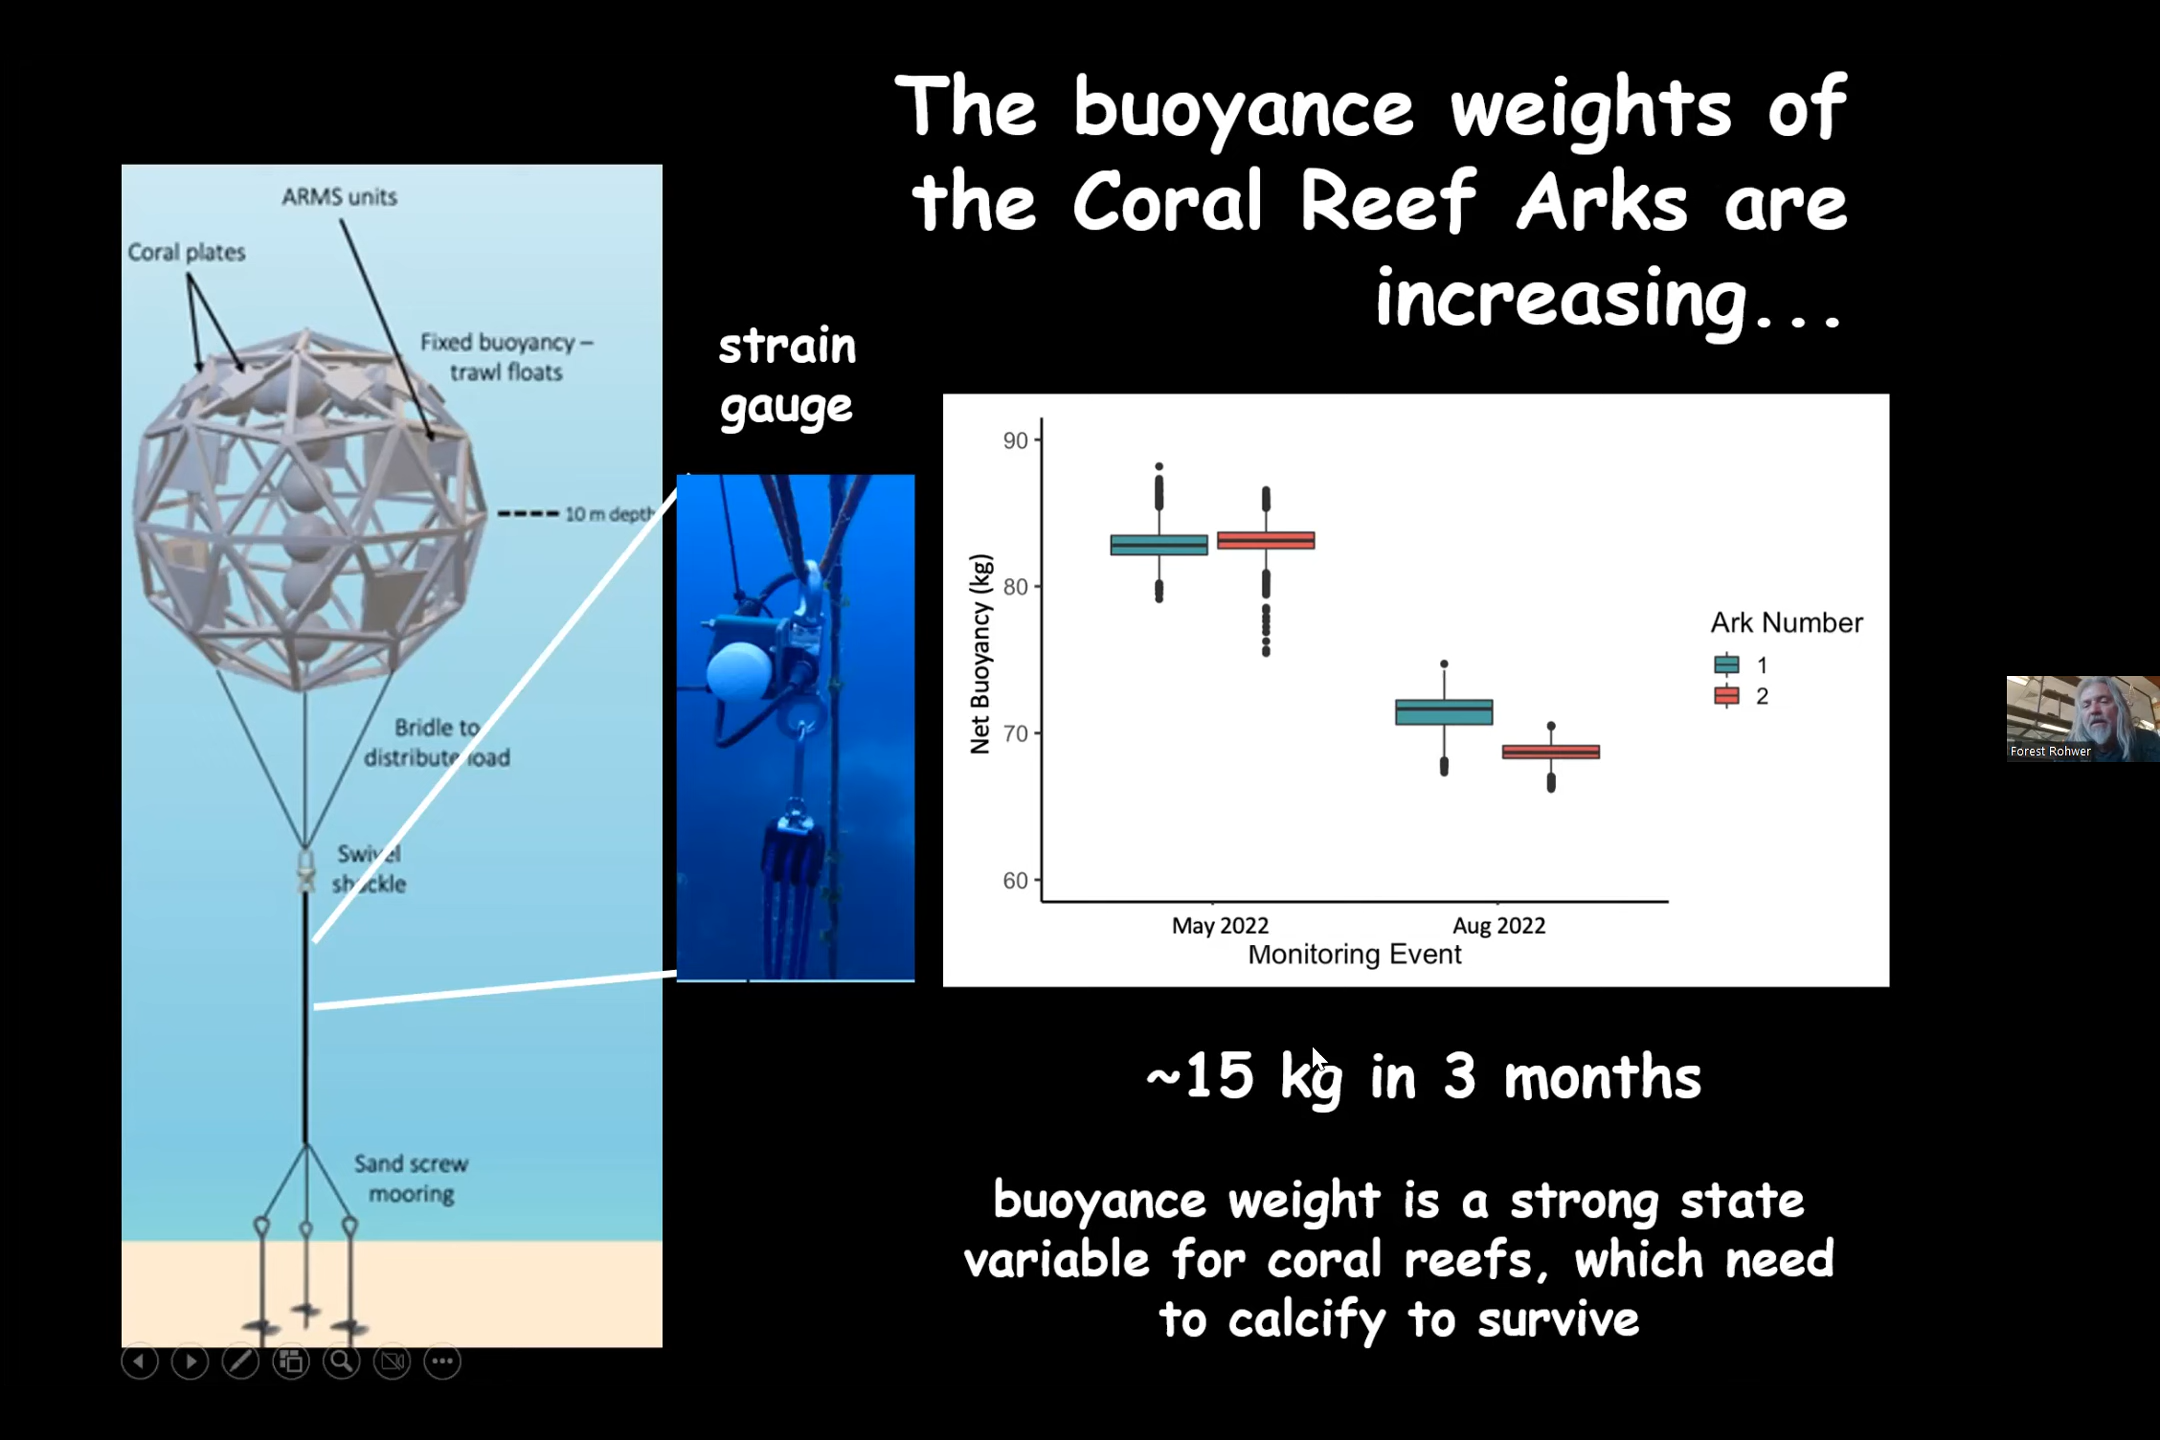 The buoyance weights of
the Coral Reef Arks are
increasing...
ARMS units
Coral plates
Fixed buoyancy –
trawl floats
10 m depth
Bridle to
distribute load
Swivel
shackle
Sand screw
mooring
strain
gauge
90
80
70
60
Net Buoyancy (kg)
May 2022
Aug 2022
Monitoring Event
Ark Number
1
2
Forest Rohwer
~15 kg in 3 months
buoyance weight is a strong state
variable for coral reefs, which need
to calcify to survive